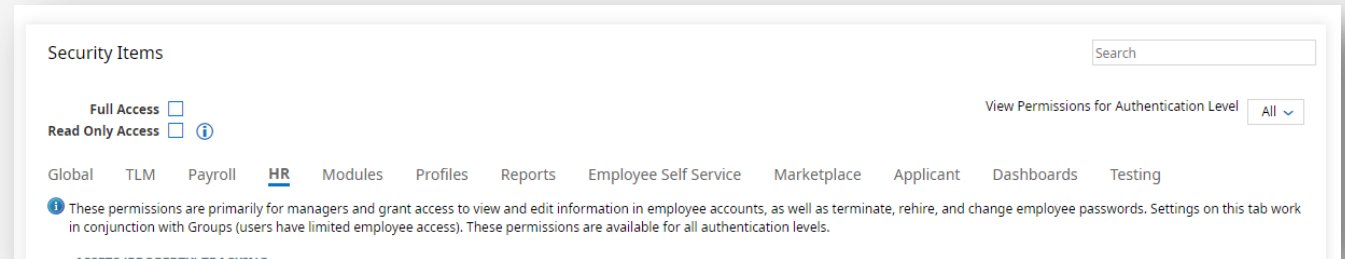 Security Items
Search
Full Access
View Permissions for Authentication Level All
Read Only Access
Global TLM Payroll HR Modules Profiles Reports Employee Self Service Marketplace Applicant Dashboards Testing
These permissions are primarily for managers and grant access to view and edit information in employee accounts, as well as terminate, rehire, and change employee passwords. Settings on this tab work
in conjunction with Groups (users have limited employee access). These permissions are available for all authentication levels.